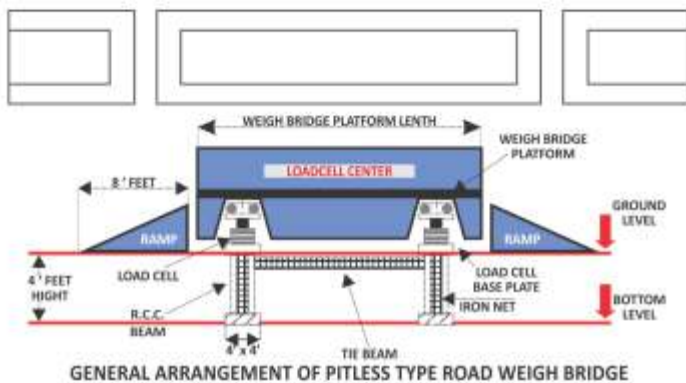 WEIGH BRIDGE PLATFORM LENTH
WEIGH BRIDGE
PLATFORM
LOADCELL CENTER
8 ' FEET
GROUND
LEVEL
RAMP
RAMP
LOAD CELL
LOAD CELL
BASE PLATE
4 ' FEET
HIGHT
R.C.C.
BEAM
IRON NET
BOTTOM
LEVEL
4' x 4'
TIE BEAM
GENERAL ARRANGEMENT OF PITLESS TYPE ROAD WEIGH BRIDGE